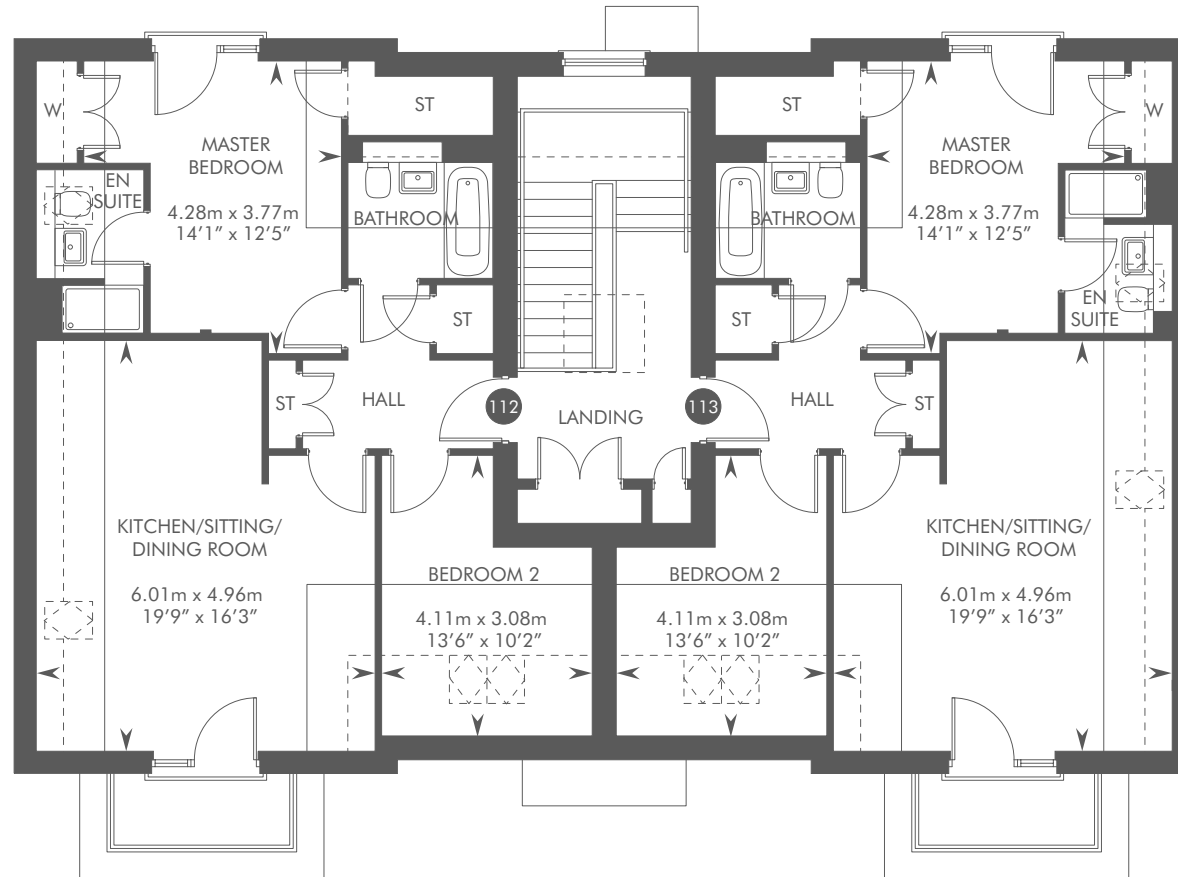 W
MASTER
BEDROOM
4.28m x 3.77m
14’1” x 12’5”
ST
EN
SUITE
BATHROOM
ST
ST
HALL
112
LANDING
KITCHEN/SITTING/
DINING ROOM
6.01m x 4.96m
19’9” x 16’3”
BEDROOM 2
4.11m x 3.08m
13’6” x 10’2”
ST
MASTER
BEDROOM
4.28m x 3.77m
14’1” x 12’5”
W
BATHROOM
EN
SUITE
ST
113
HALL
ST
BEDROOM 2
4.11m x 3.08m
13’6” x 10’2”
KITCHEN/SITTING/
DINING ROOM
6.01m x 4.96m
19’9” x 16’3”